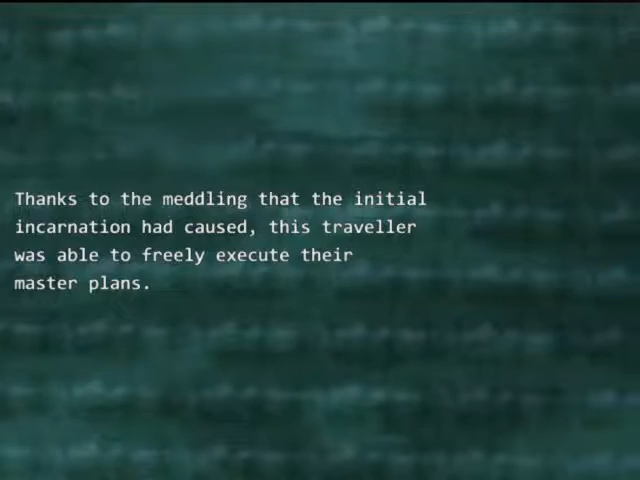 Thanks to the meddling that the initial
incarnation had caused, this traveller
was able to freely execute their
master plans.